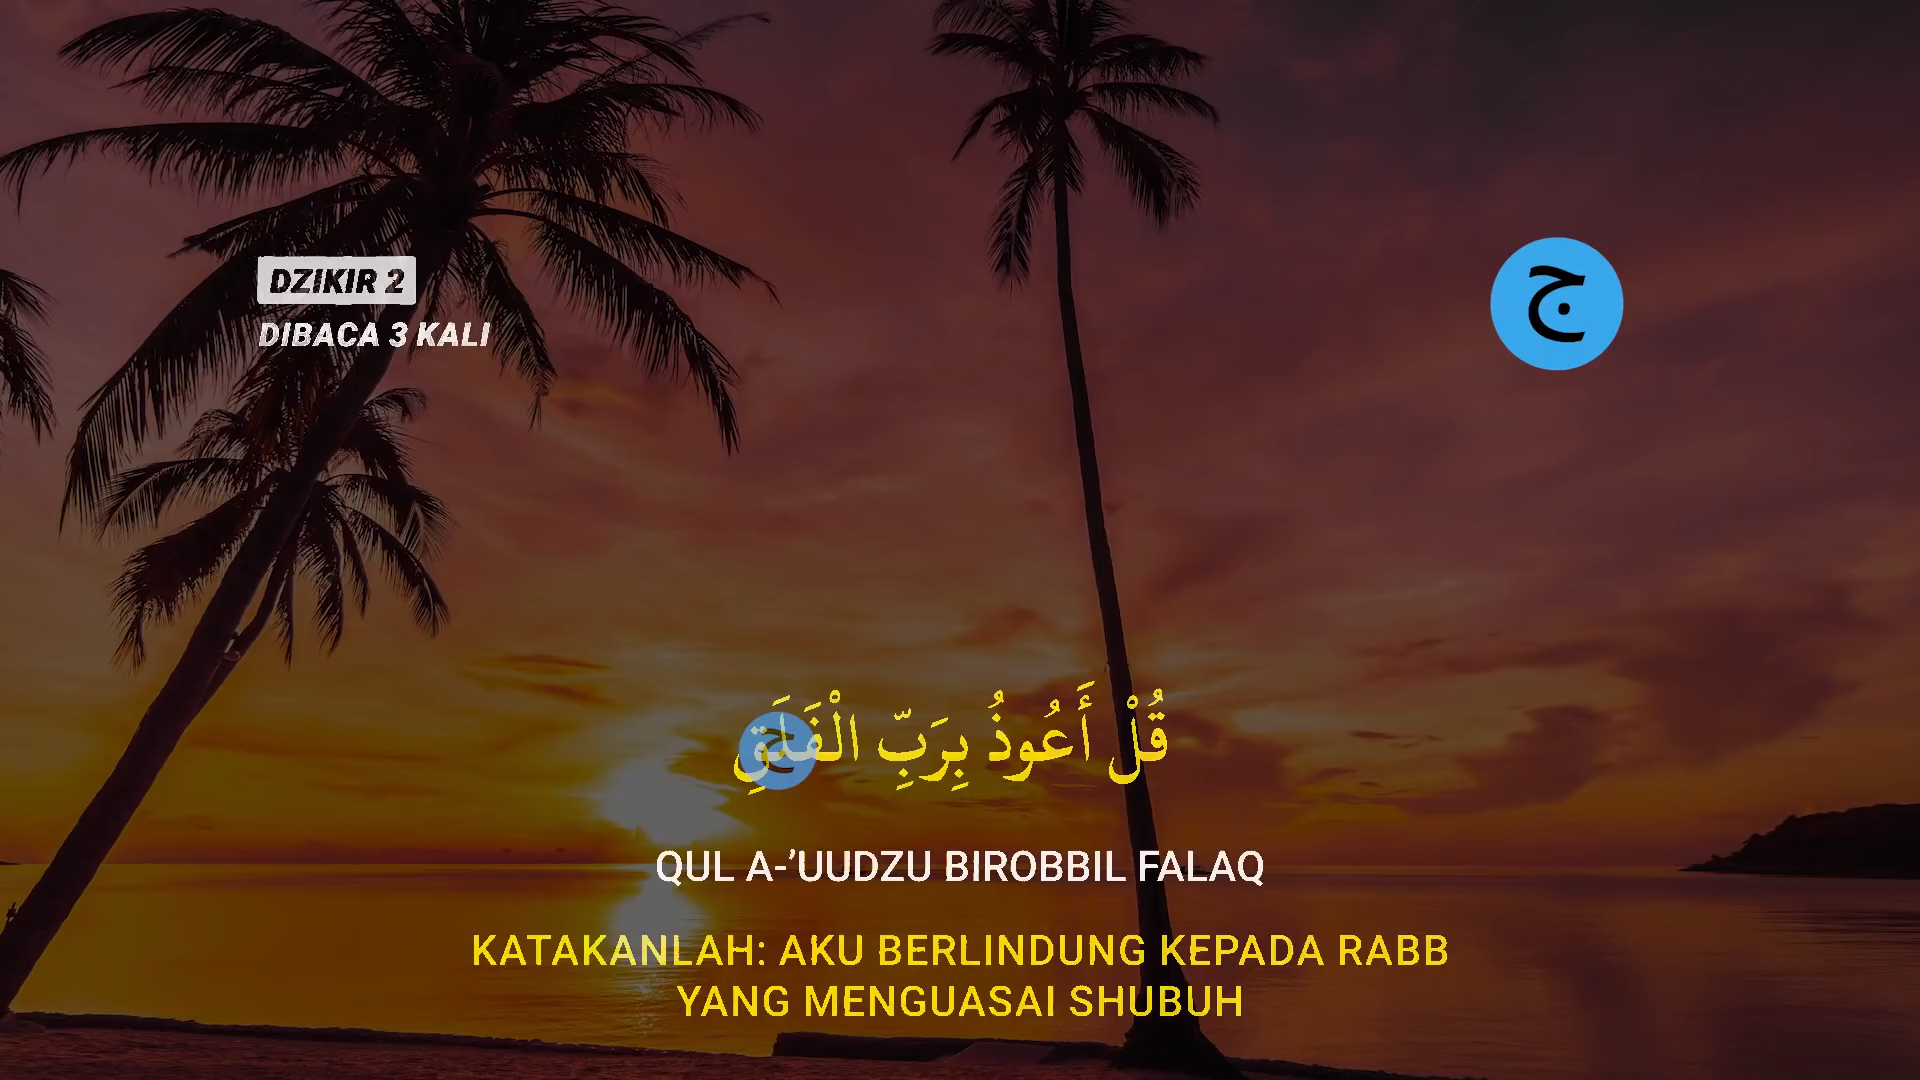 DZIKIR 2
DIBACA 3 KALI
ج
قُلْ أَعُوذُ بِرَبِّ الْفَلَقِ
QUL A-’UUDZU BIROBBIL FALAQ
KATAKANLAH: AKU BERLINDUNG KEPADA RABB
YANG MENGUASAI SHUBUH